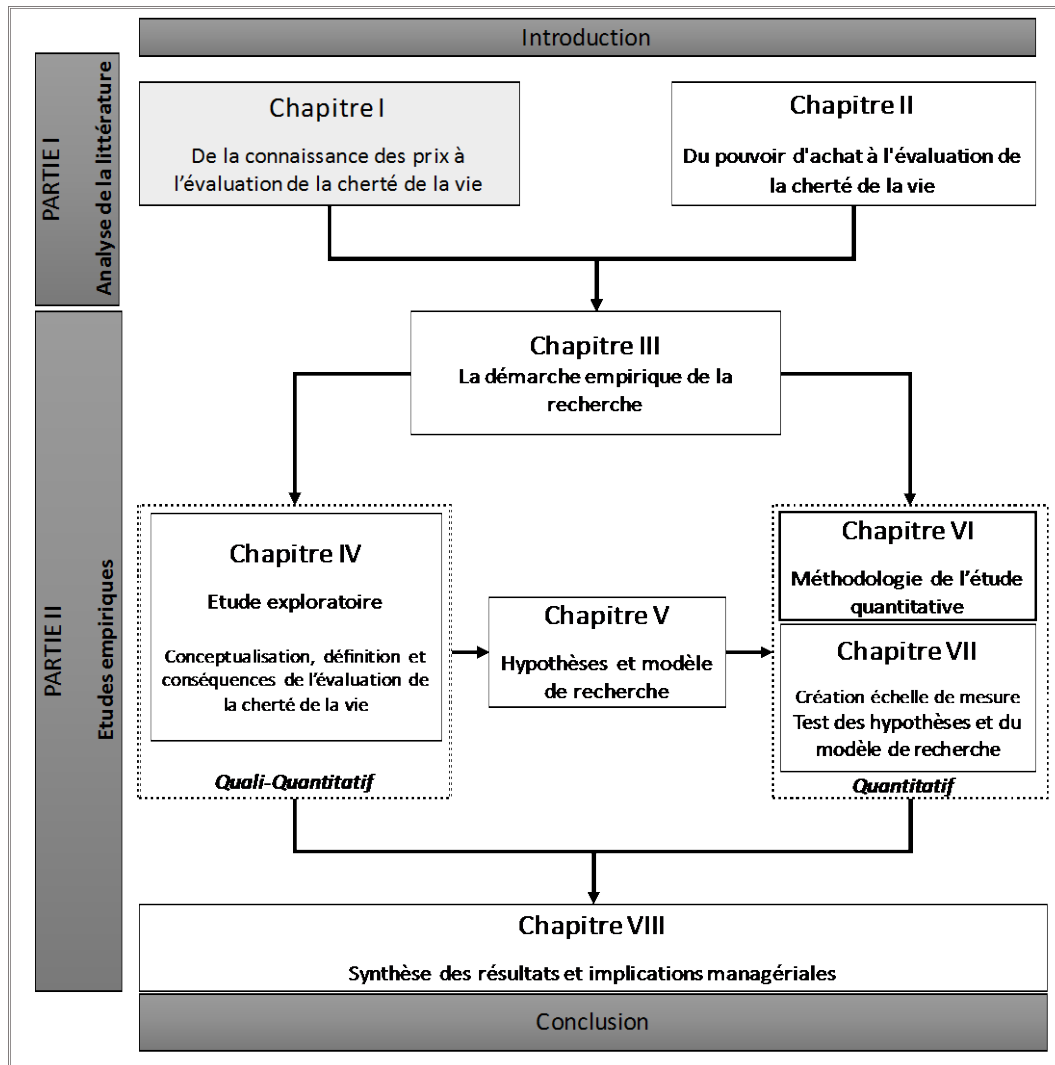 Introduction
PARTIE I
Analyse de la littérature
Chapitre I
De la connaissance des prix à
l’évaluation de la cherté de la vie
Chapitre II
Du pouvoir d'achat à l'évaluation de
la cherté de la vie
PARTIE II
Etudes empiriques
Chapitre III
La démarche empirique de la
recherche
Chapitre IV
Etude exploratoire
Conceptualisation, définition et
conséquences de l’évaluation de
la cherté de la vie
Quali-Quantitatif
Chapitre V
Hypothèses et modèle
de recherche
Chapitre VI
Méthodologie de l’étude
quantitative
Chapitre VII
Création échelle de mesure
Test des hypothèses et du
modèle de recherche
Quantitatif
Chapitre VIII
Synthèse des résultats et implications managériales
Conclusion